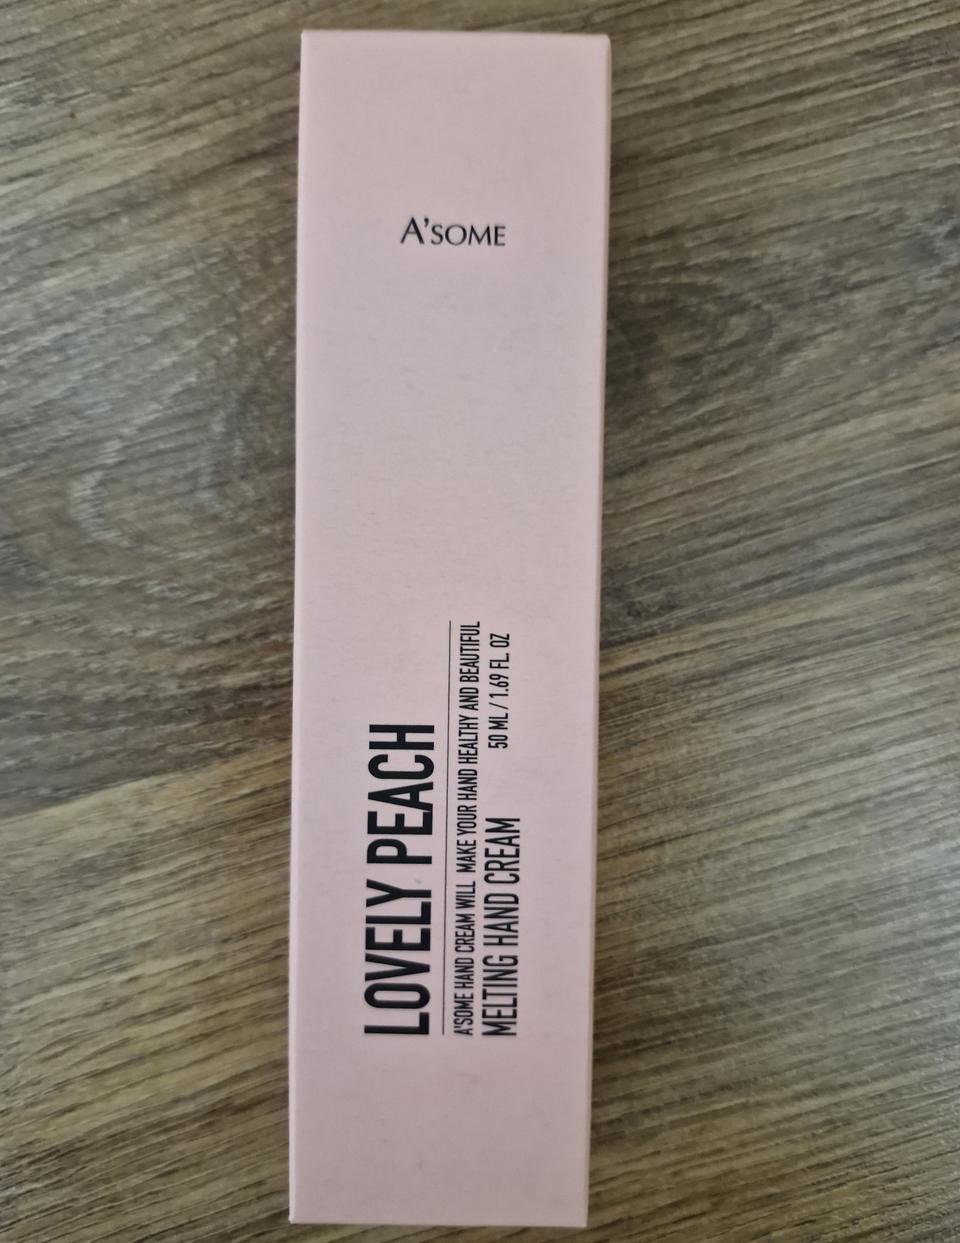 A'SOME
LOVELY PEACH
A'SOME HAND CREAM WILL MAKE YOUR HAND HEALTHY AND BEAUTIFUL
MELTING HAND CREAM 50 ML / 1.69 FL. OZ